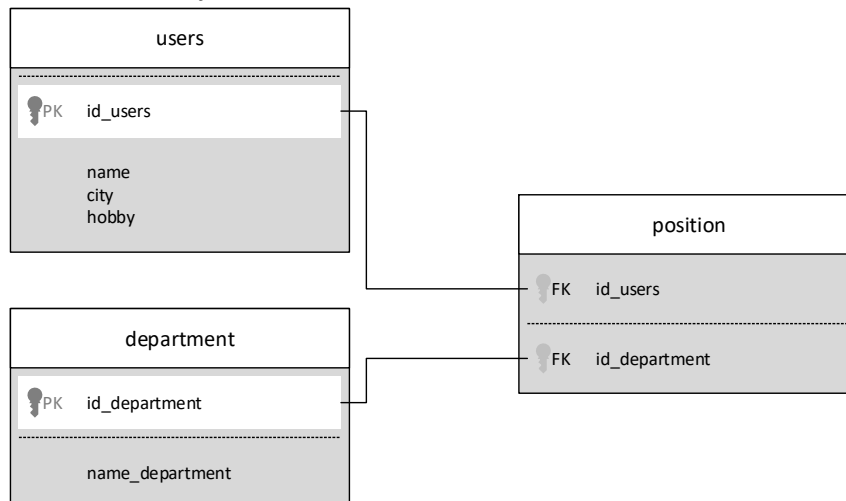 users
PK id_users
name
city
hobby
position
FK id_users
FK id_department
department
PK id_department
name_department